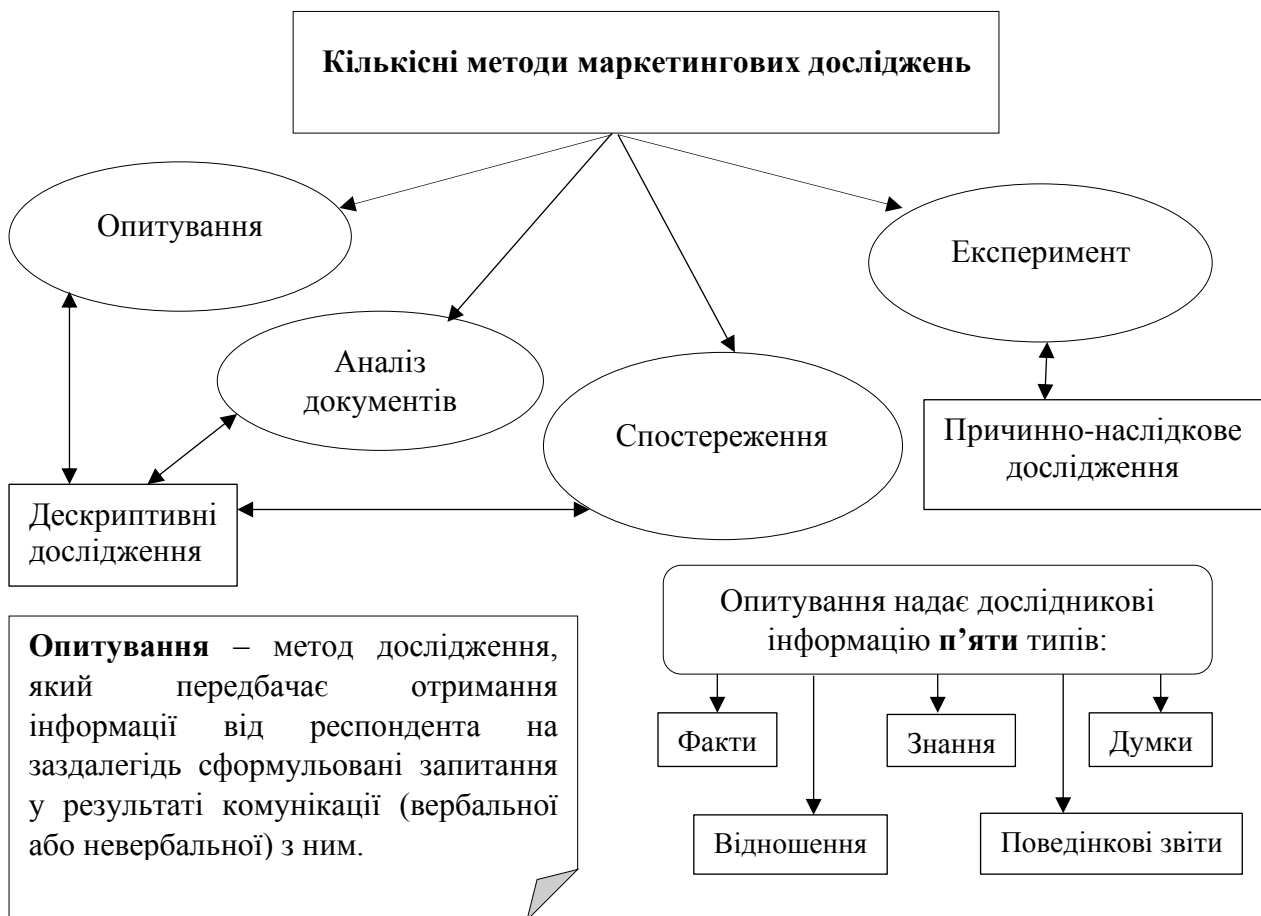 Кількісні методи маркетингових досліджень
Опитування
Експеримент
Аналіз
документів
Спостереження
Причинно-наслідкове
дослідження
Дескриптивні
дослідження
Опитування – метод дослідження,
який передбачає отримання
інформації від респондента на
заздалегідь сформульовані запитання
у результаті комунікації (вербальної
або невербальної) з ним.
Опитування надає дослідникові
інформацію п’яти типів:
Факти
Знання
Думки
Відношення
Поведінкові звіти